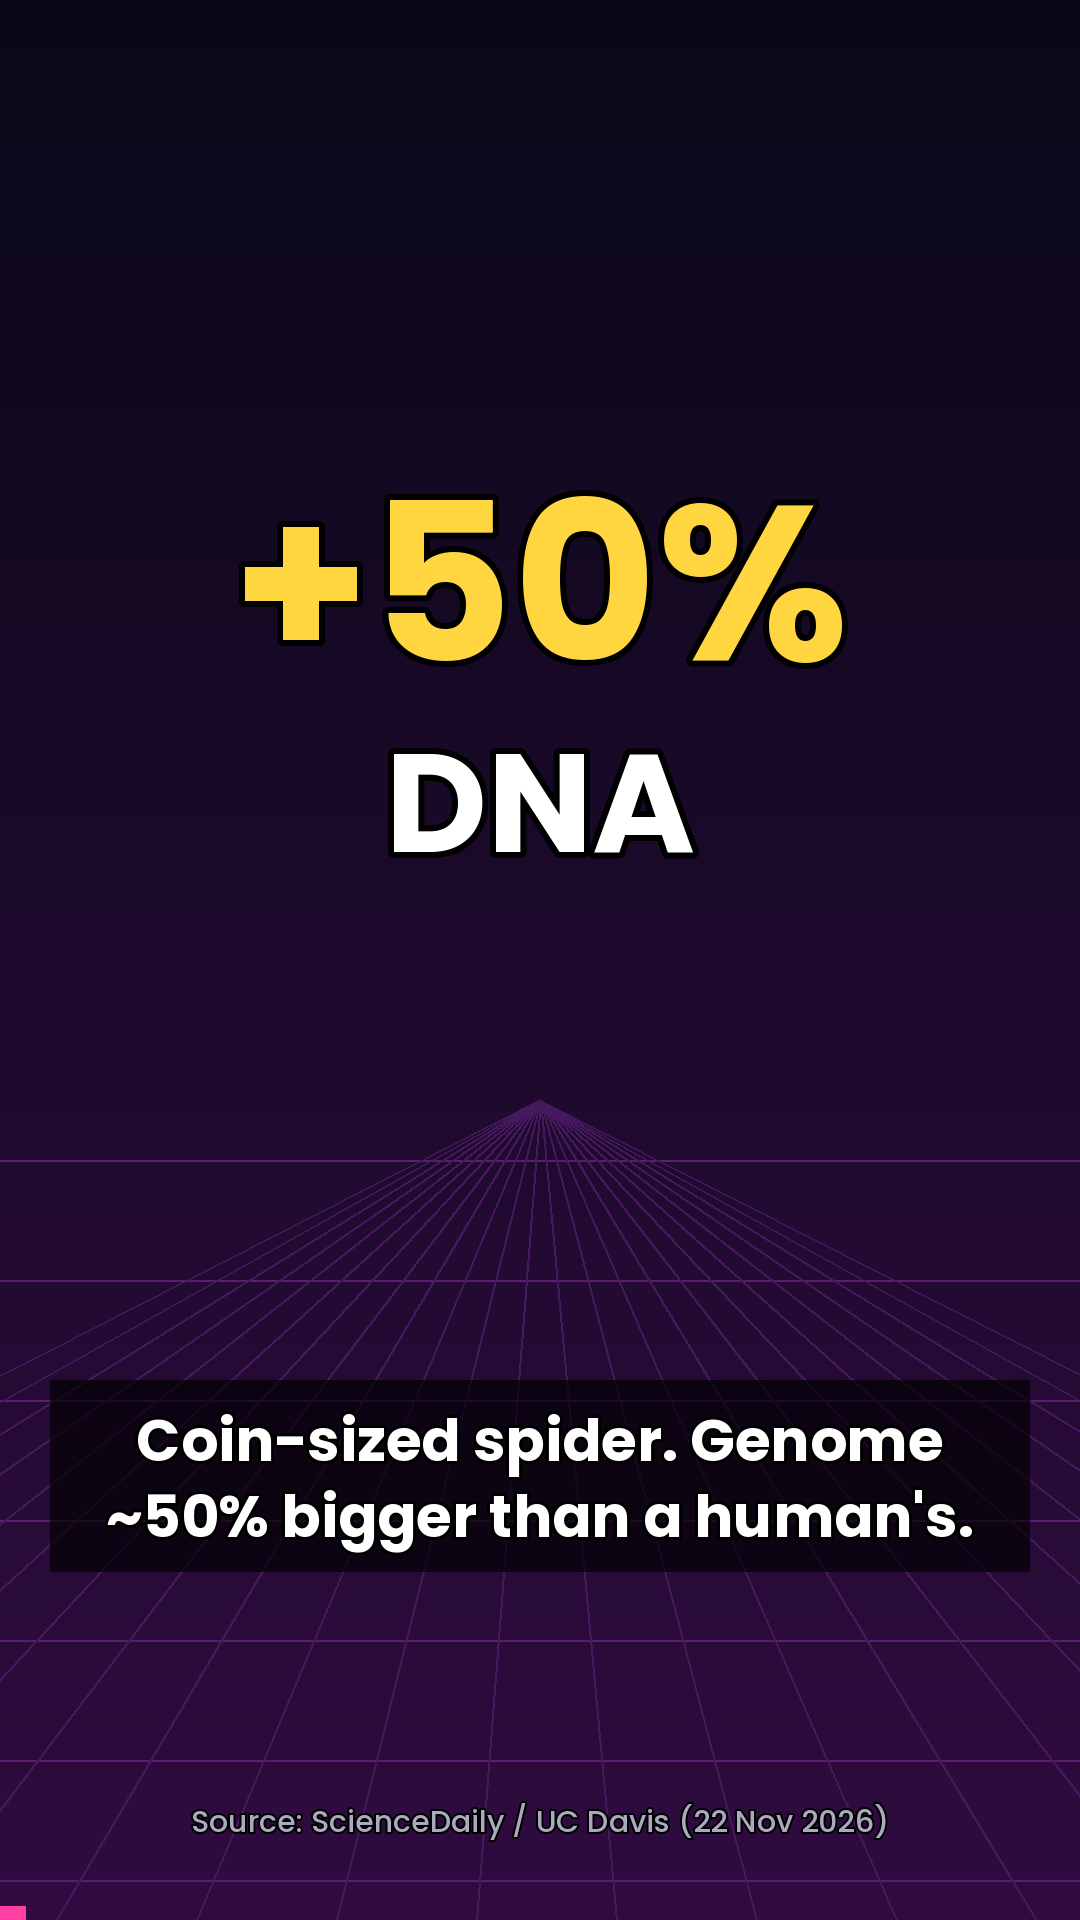 +50%
DNA
Coin-sized spider. Genome
~50% bigger than a human's.
Source: ScienceDaily / UC Davis (22 Nov 2026)